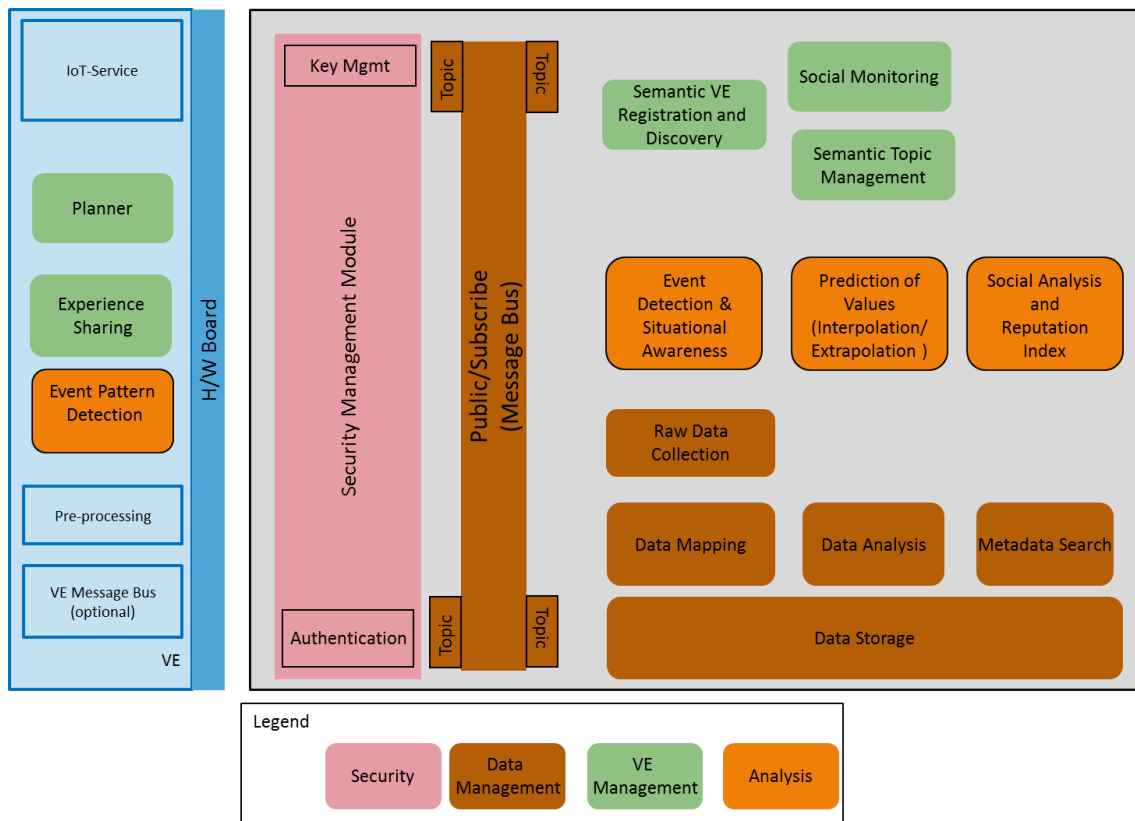 IoT-Service
Planner
Experience
Sharing
Event Pattern
Detection
Pre-processing
VE Message Bus
(optional)
VE
H/W Board
Key Mgmt
Security Management Module
Authentication
Topic
Topic
Public/Subscribe
(Message Bus)
Topic
Topic
Semantic VE
Registration and
Discovery
Social Monitoring
Semantic Topic
Management
Event
Detection &
Situational
Awareness
Prediction of
Values
(Interpolation/
Extrapolation )
Social Analysis
and
Reputation
Index
Raw Data
Collection
Data Mapping
Data Analysis
Metadata Search
Data Storage
Legend
Security
Data
Management
VE
Management
Analysis